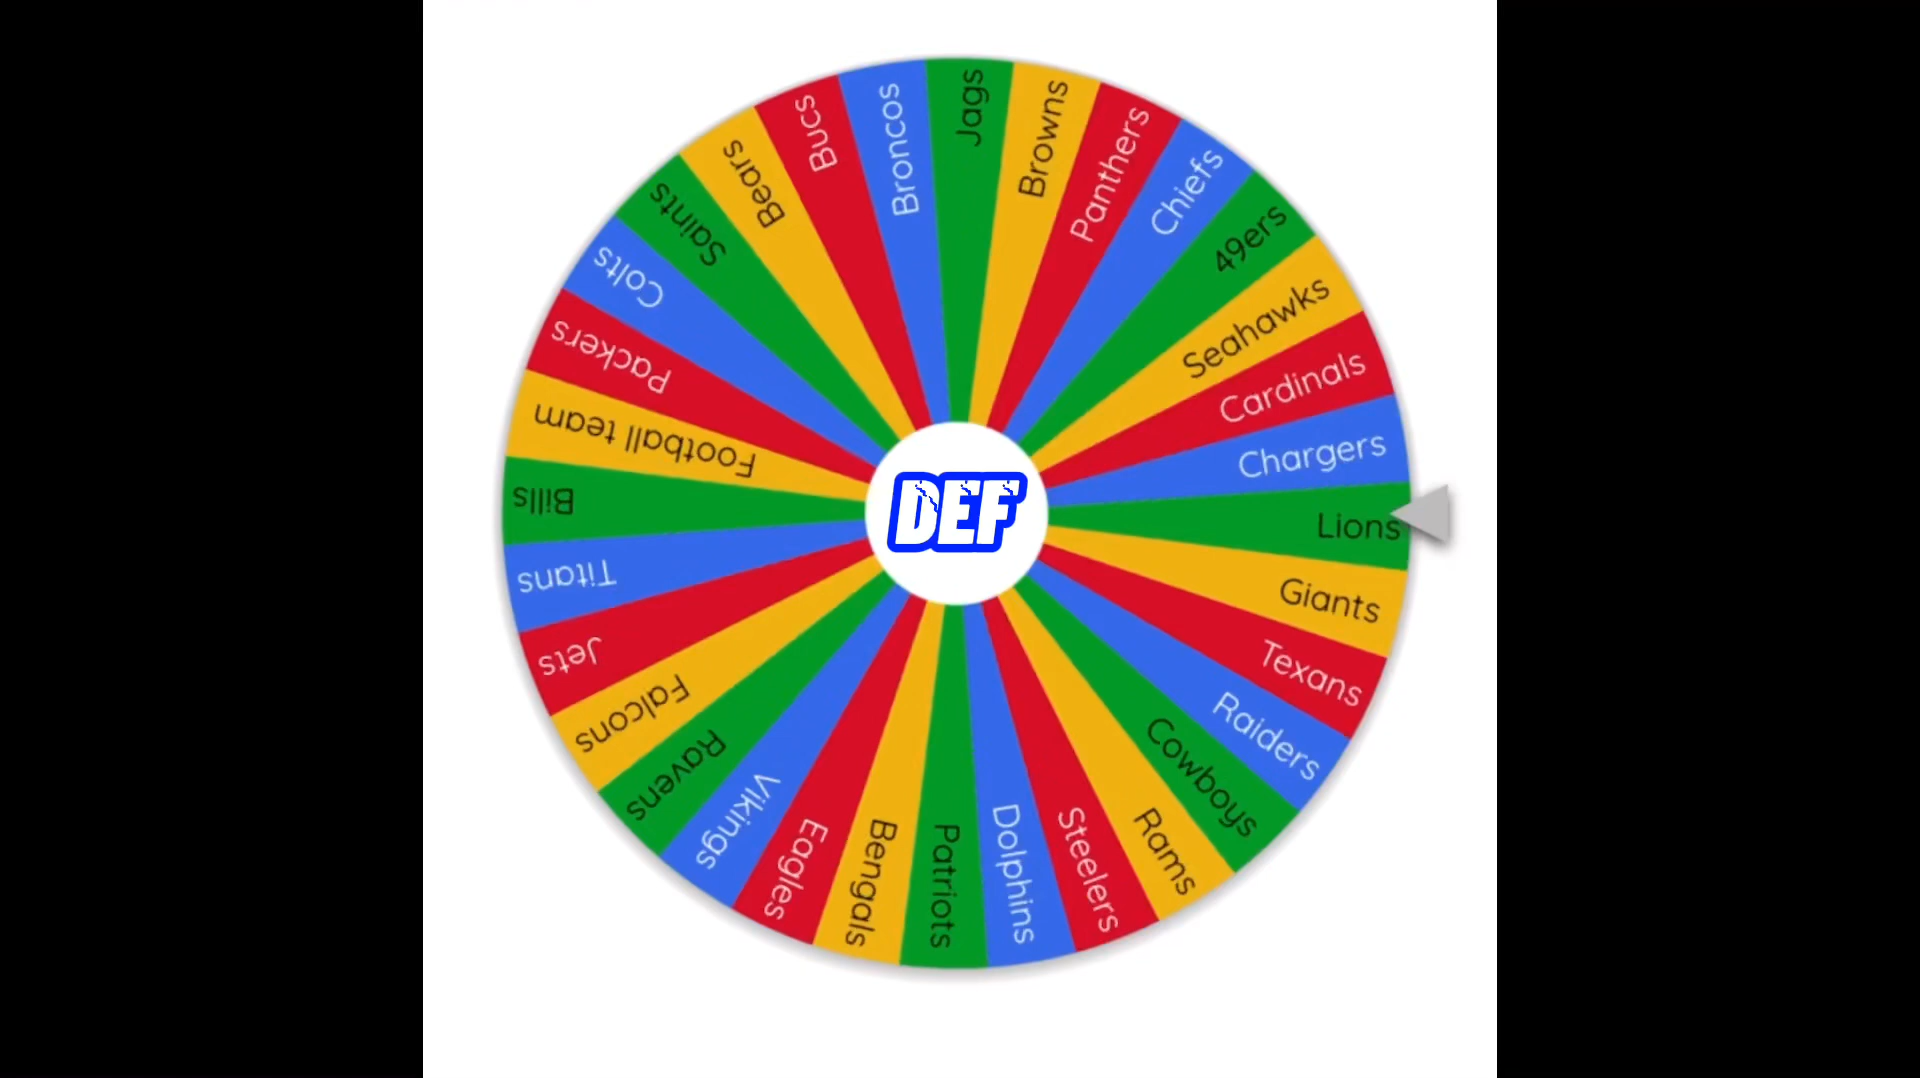 Jags
Browns
Panthers
Chiefs
49ers
Seahawks
Cardinals
Chargers
Lions
Giants
Texans
Raiders
Cowboys
Rams
Steelers
Dolphins
Patriots
Bengals
Eagles
Vikings
Ravens
Falcons
Jets
Titans
Bills
Football team
Packers
Colts
Saints
Bears
Bucs
Broncos
DEF